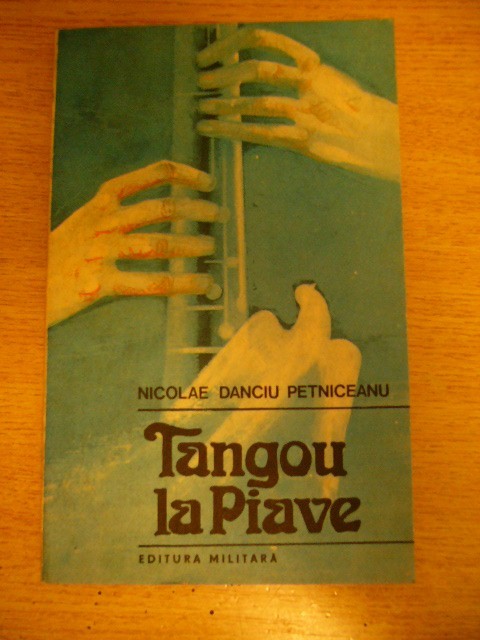 NICOLAE DANCIU PETNICEANU
Tangou
la Piave
EDITURA MILITARĂ